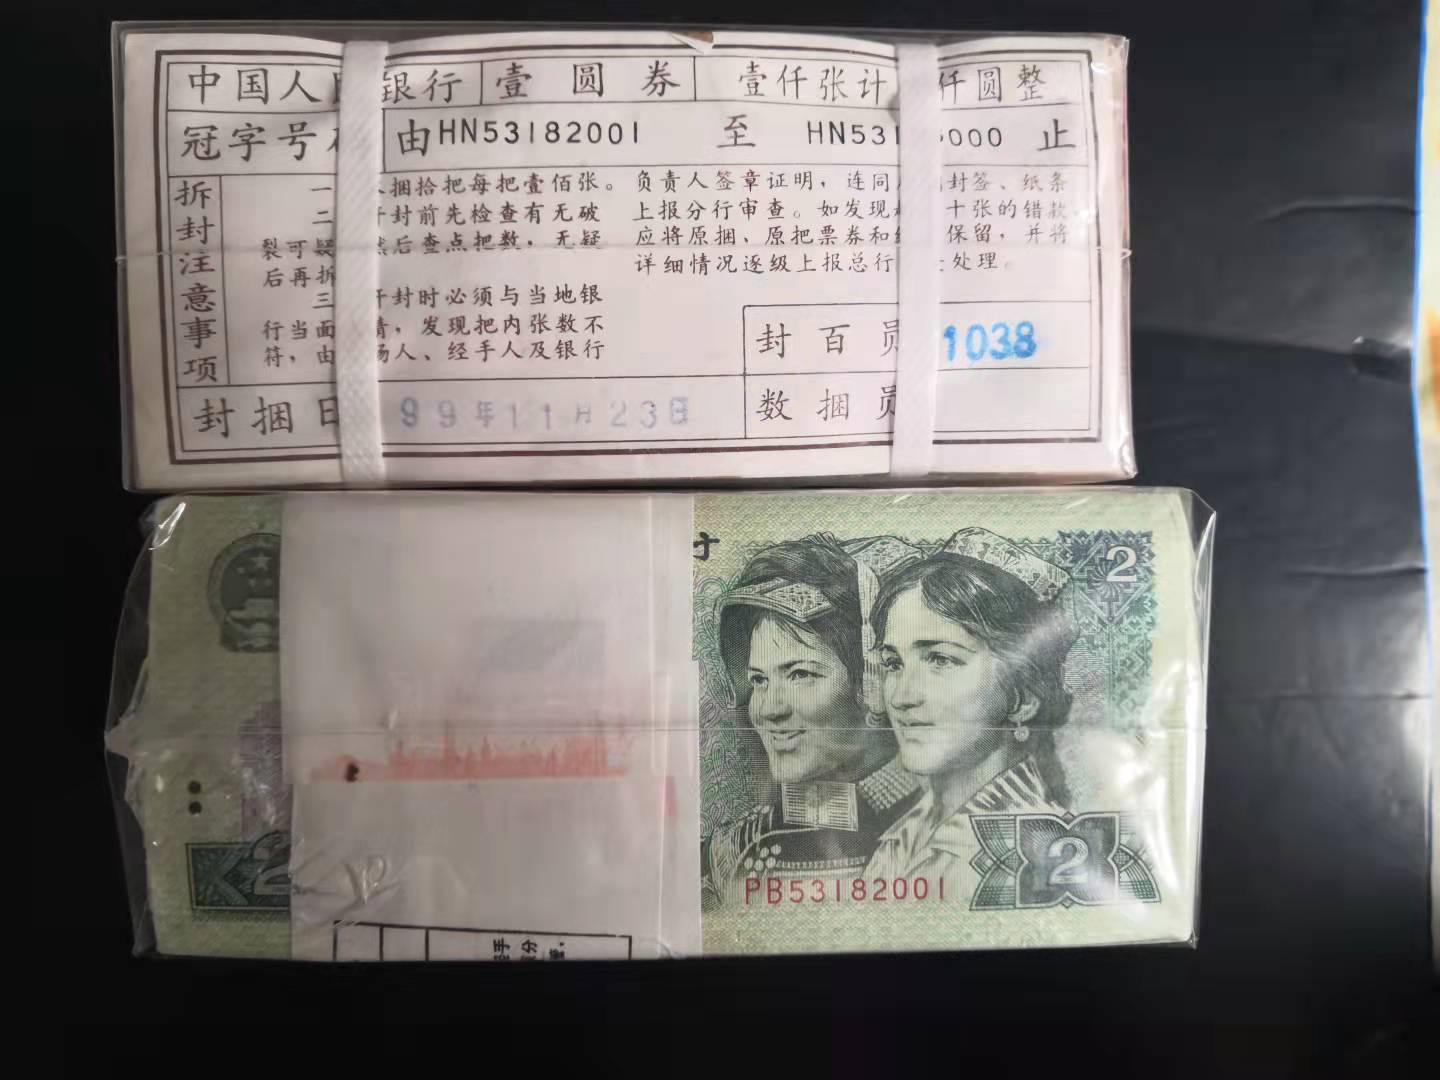 中国人 银行 壹圆券 壹仟张计 仟圆整
冠字号 由HN53182001 至 HN531 000 止
拆封注意事项
一 捆拾把每把壹佰张。
二 封前先检查有无破
裂可疑 然后查点把数，无疑
后再拆
三 封时必须与当地银
行当面 清，发现把内张数不
符，由 场人、经手人及银行
负责人签章证明，连同 封签、纸条
上报分行审查。如发现 十张的错款
应将原捆、原把票券和 保留，并将
详细情况逐级上报总行 处理。
封百员 1038
封捆日 99年11月23日
数捆员
2
2
2
PB53182001